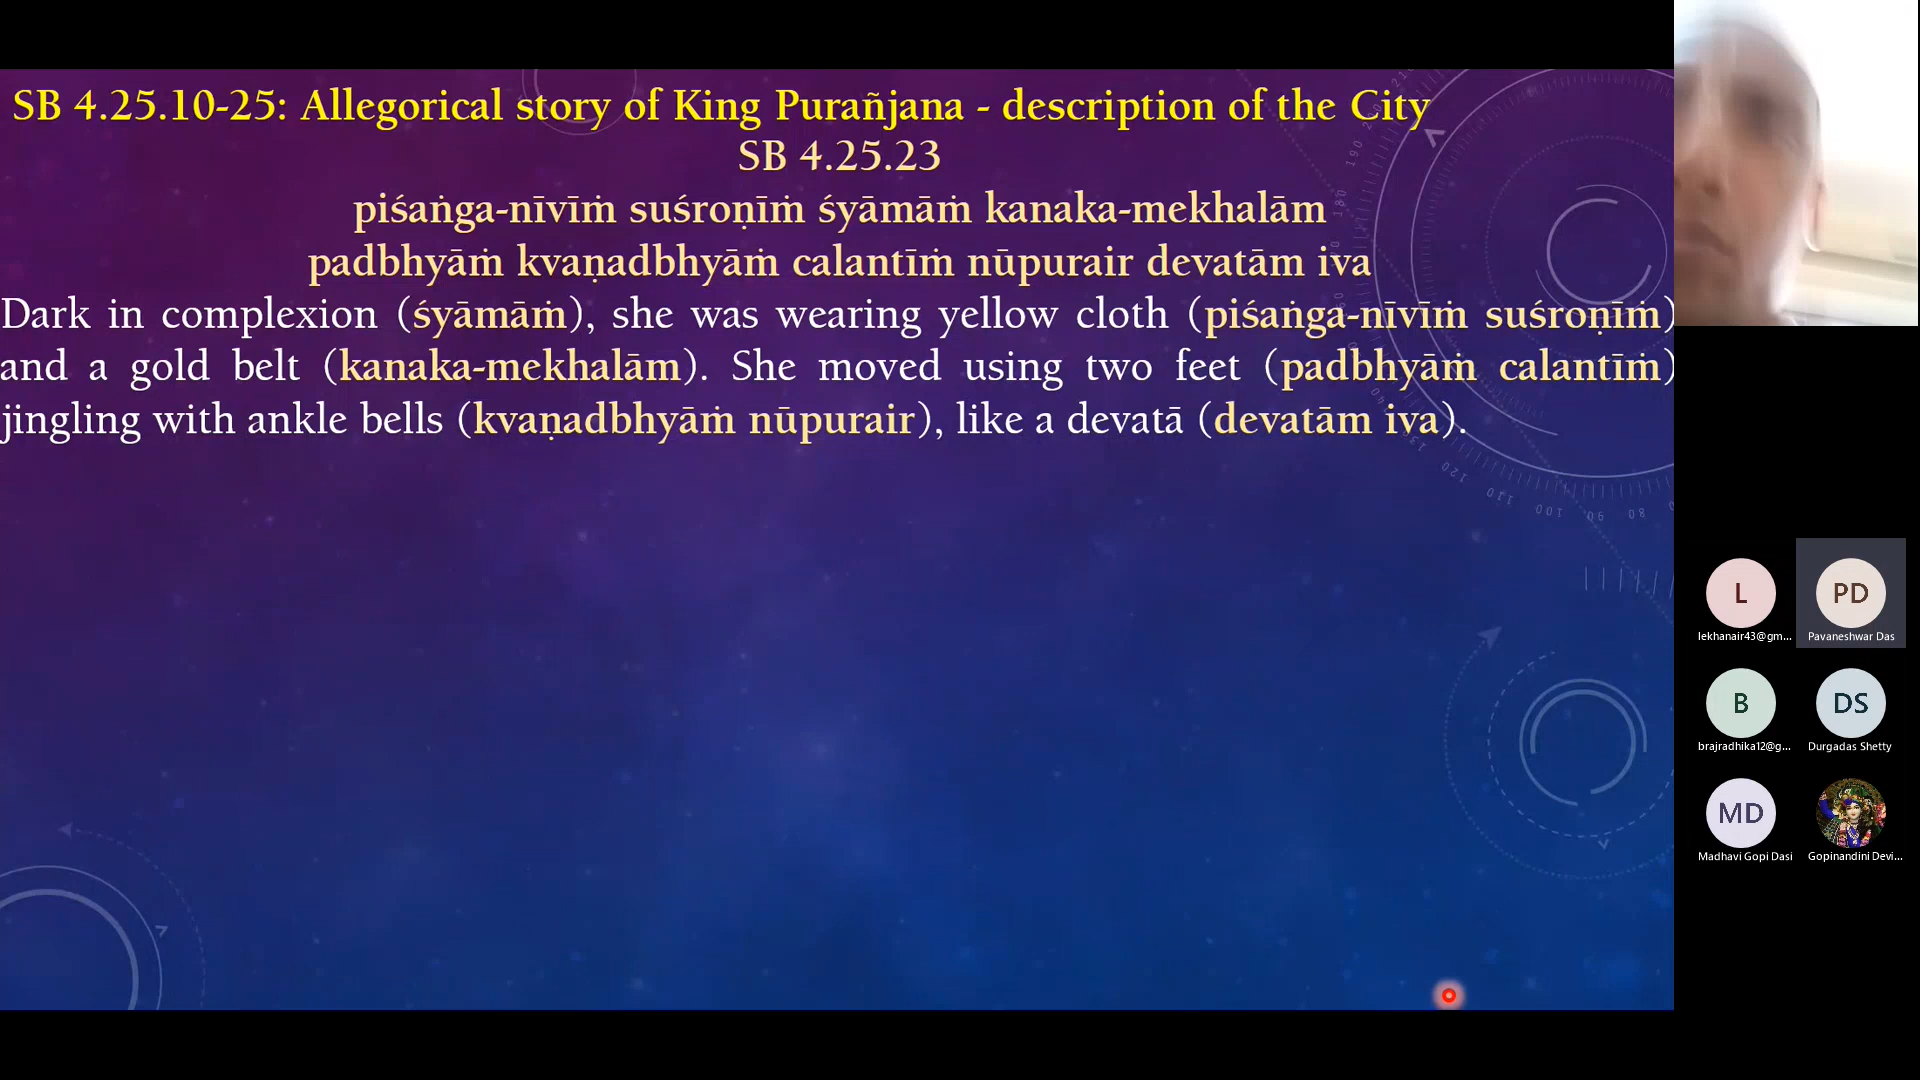 SB 4.25.10-25: Allegorical story of King Purañjana - description of the City
SB 4.25.23
piśaṅga-nīvīṁ suśroṇīṁ śyāmāṁ kanaka-mekhalām
padbhyāṁ kvaṇadbhyāṁ calantīṁ nūpurair devatām iva
Dark in complexion (śyāmāṁ), she was wearing yellow cloth (piśaṅga-nīvīṁ suśroṇīṁ)
and a gold belt (kanaka-mekhalām). She moved using two feet (padbhyāṁ calantīṁ)
jingling with ankle bells (kvaṇadbhyāṁ nūpurair), like a devatā (devatām iva).
L
lekhanair43@gm...
PD
Pavaneshwar Das
B
brajradhika12@g...
DS
Durgadas Shetty
MD
Madhavi Gopi Dasi
Gopinandini Devi...